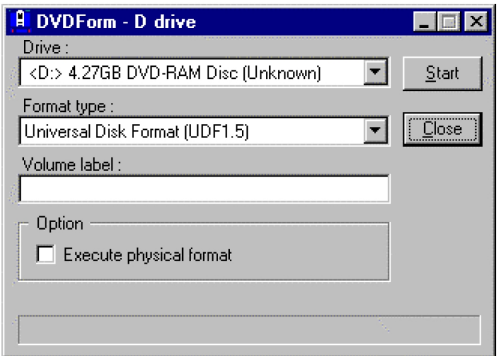 DVDForm - D drive
Drive :
<D:> 4.27GB DVD-RAM Disc (Unknown)
Start
Format type :
Universal Disk Format (UDF1.5)
Close
Volume label :
Option
Execute physical format